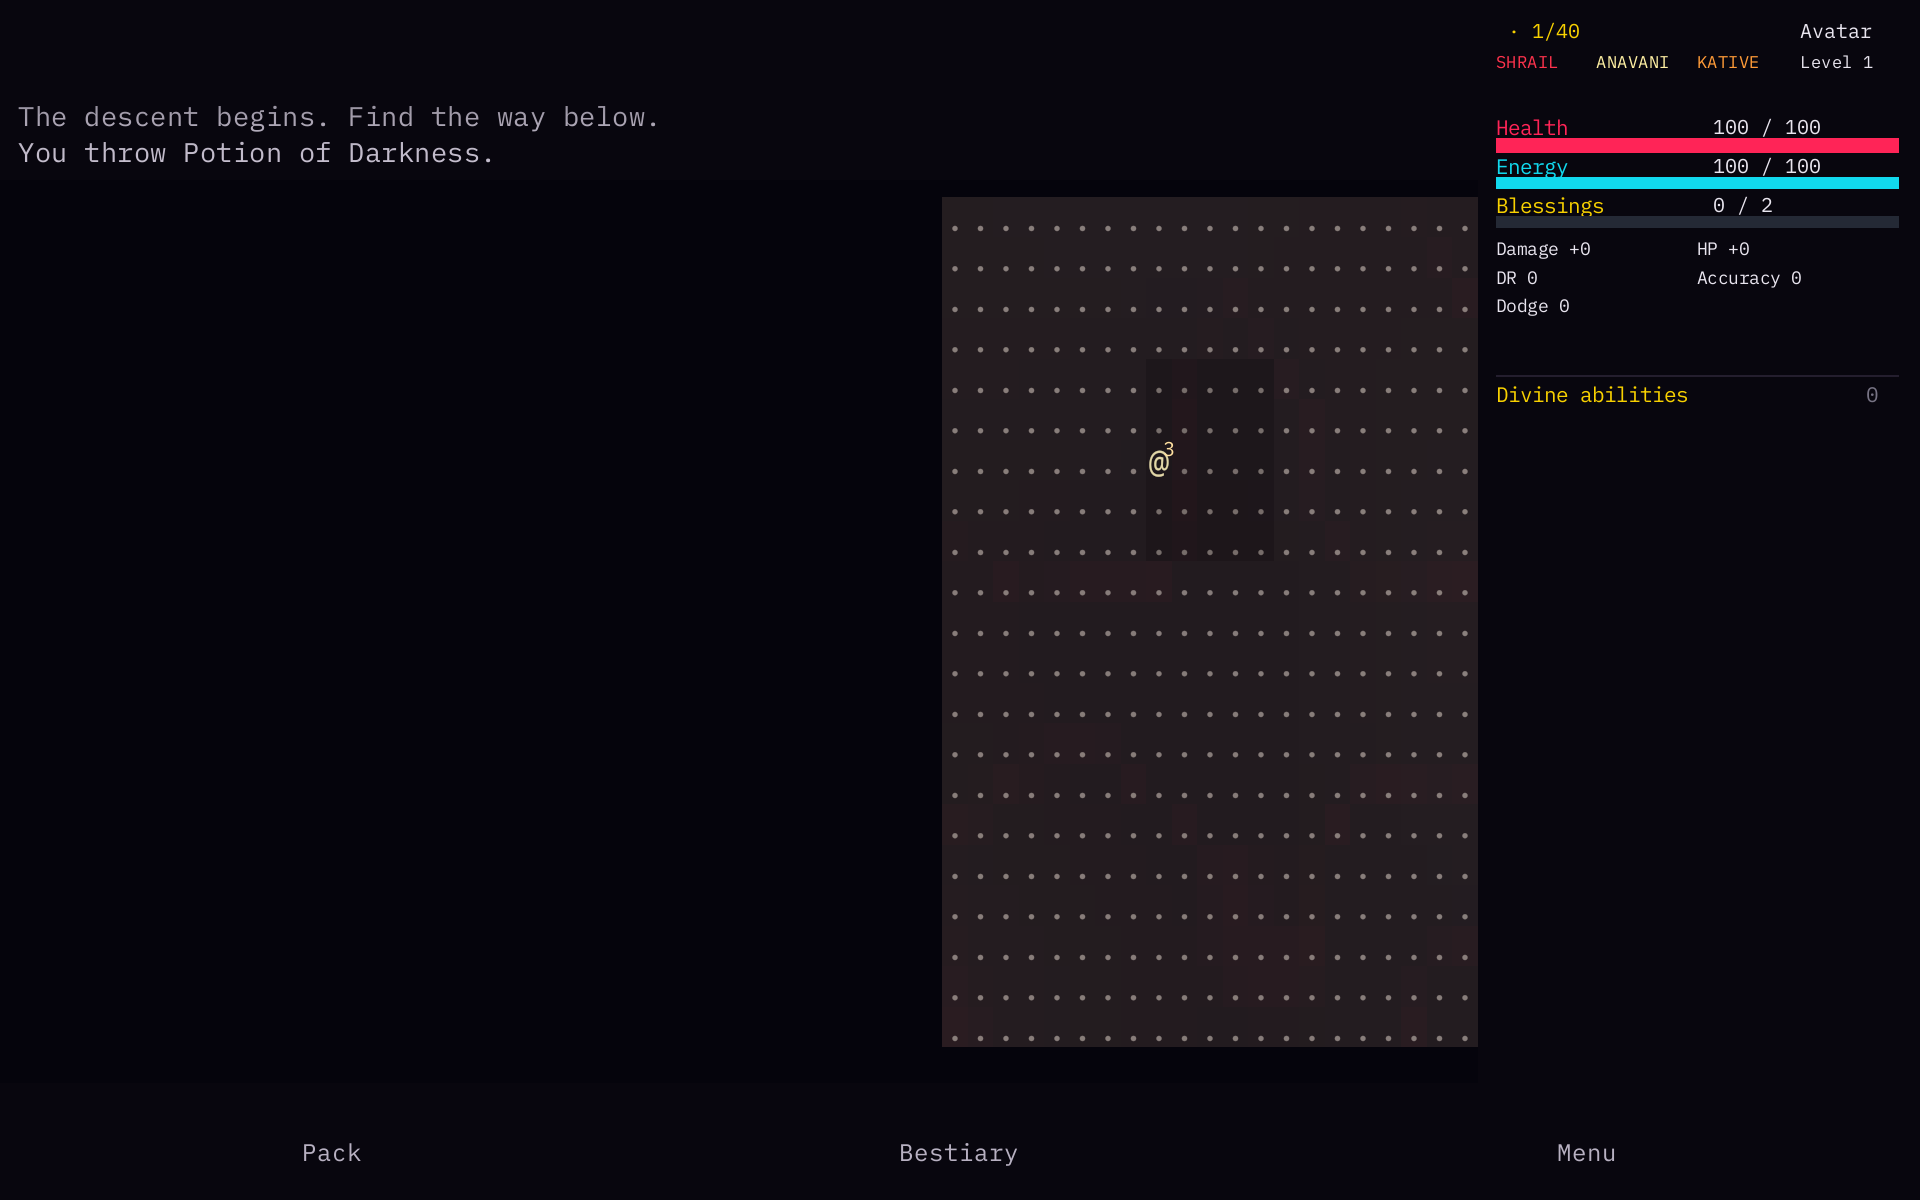 · 1/40 Avatar
SHRAIL ANAVANI KATIVE Level 1
The descent begins. Find the way below.
You throw Potion of Darkness.
Health 100 / 100
Energy 100 / 100
Blessings 0 / 2
Damage +0 HP +0
DR 0 Accuracy 0
Dodge 0
Divine abilities 0
@3
Pack Bestiary Menu